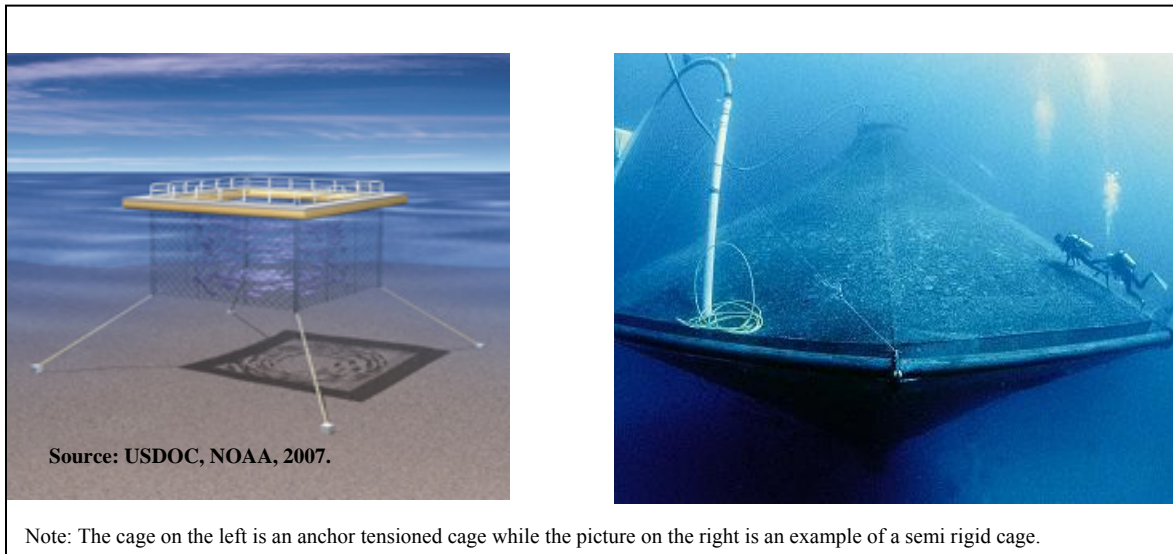 Source: USDOC, NOAA, 2007.
Note: The cage on the left is an anchor tensioned cage while the picture on the right is an example of a semi rigid cage.